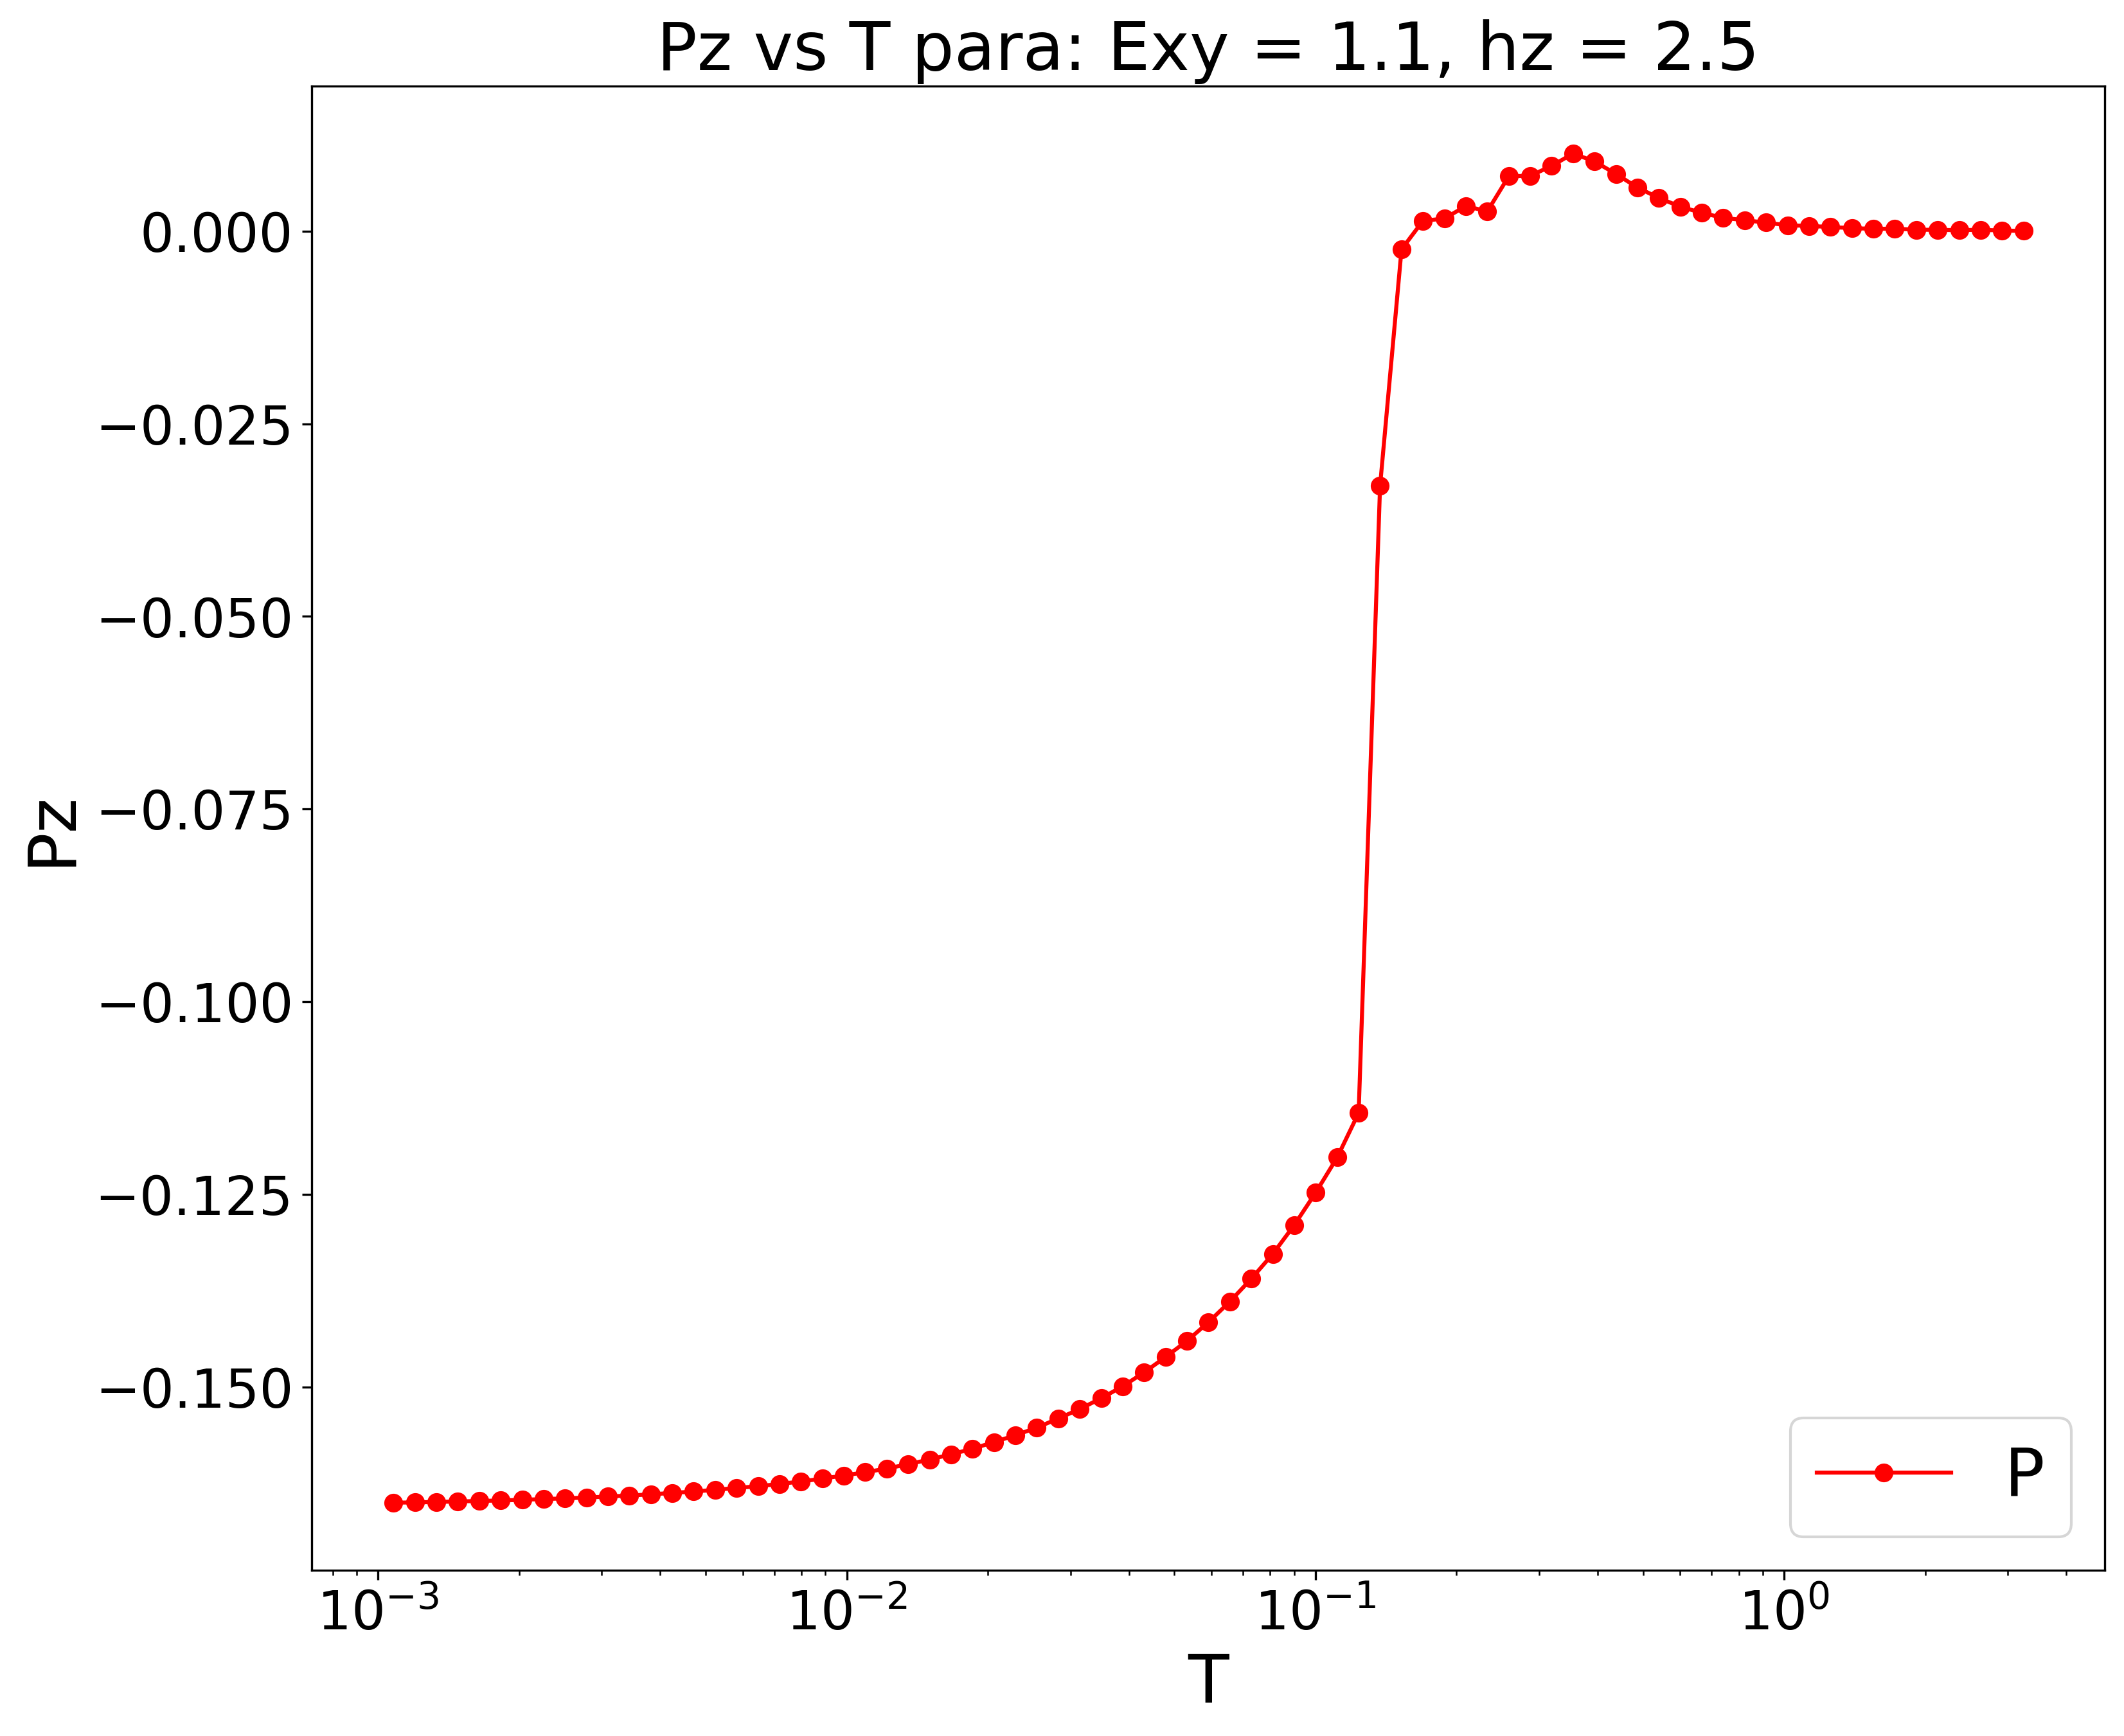 Pz vs T para: Exy = 1.1, hz = 2.5
0.000
−0.025
−0.050
−0.075
−0.100
−0.125
−0.150
Pz
P
10⁻³ 10⁻² 10⁻¹ 10⁰
T